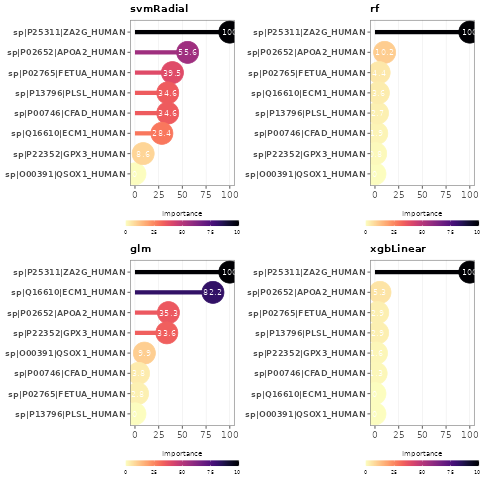 svmRadial
sp|P25311|ZA2G_HUMAN
sp|P02652|APOA2_HUMAN 55.6
sp|P02765|FETUA_HUMAN 39.5
sp|P13796|PLSL_HUMAN 34.6
sp|P00746|CFAD_HUMAN 34.6
sp|Q16610|ECM1_HUMAN 28.4
sp|P22352|GPX3_HUMAN 8.6
sp|O00391|QSOX1_HUMAN
0 25 50 75 100
importance
0 25 50 75
rf
sp|P25311|ZA2G_HUMAN
sp|P02652|APOA2_HUMAN 10.2
sp|P02765|FETUA_HUMAN
sp|Q16610|ECM1_HUMAN
sp|P13796|PLSL_HUMAN
sp|P00746|CFAD_HUMAN
sp|P22352|GPX3_HUMAN
sp|O00391|QSOX1_HUMAN
0 25 50 75 100
importance
0 25 50 75
glm
sp|P25311|ZA2G_HUMAN
sp|Q16610|ECM1_HUMAN 82.2
sp|P02652|APOA2_HUMAN 35.3
sp|P22352|GPX3_HUMAN 33.6
sp|O00391|QSOX1_HUMAN 9.9
sp|P00746|CFAD_HUMAN
sp|P02765|FETUA_HUMAN
sp|P13796|PLSL_HUMAN
0 25 50 75 100
importance
0 25 50 75
xgbLinear
sp|P25311|ZA2G_HUMAN
sp|P02652|APOA2_HUMAN
sp|P02765|FETUA_HUMAN
sp|P13796|PLSL_HUMAN
sp|P22352|GPX3_HUMAN
sp|P00746|CFAD_HUMAN
sp|Q16610|ECM1_HUMAN
sp|O00391|QSOX1_HUMAN
0 25 50 75 100
importance
0 25 50 75